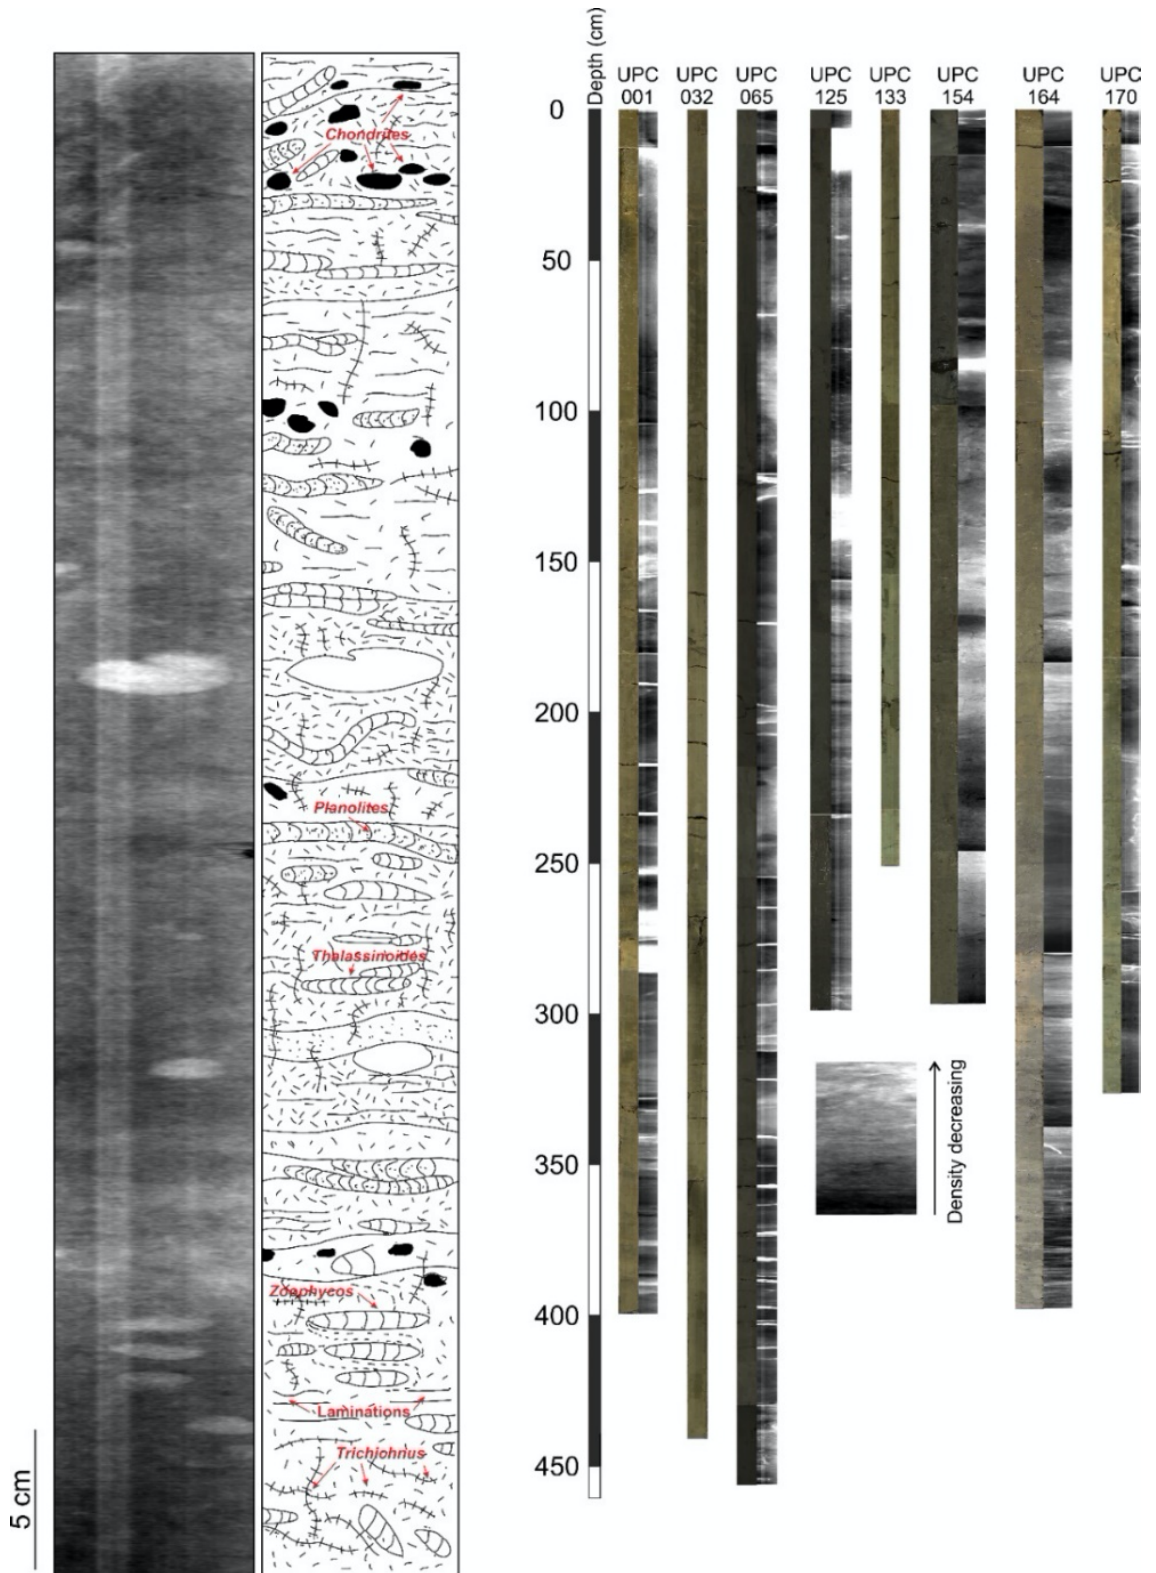 Chondrites
Planolites
Thalassinoides
Zoophycos
Laminations
Trichiohnius
5 cm
Depth (cm)
UPC
001
UPC
032
UPC
065
UPC
125
UPC
133
UPC
154
UPC
164
UPC
170
0
50
100
150
200
250
300
350
400
450
Density decreasing